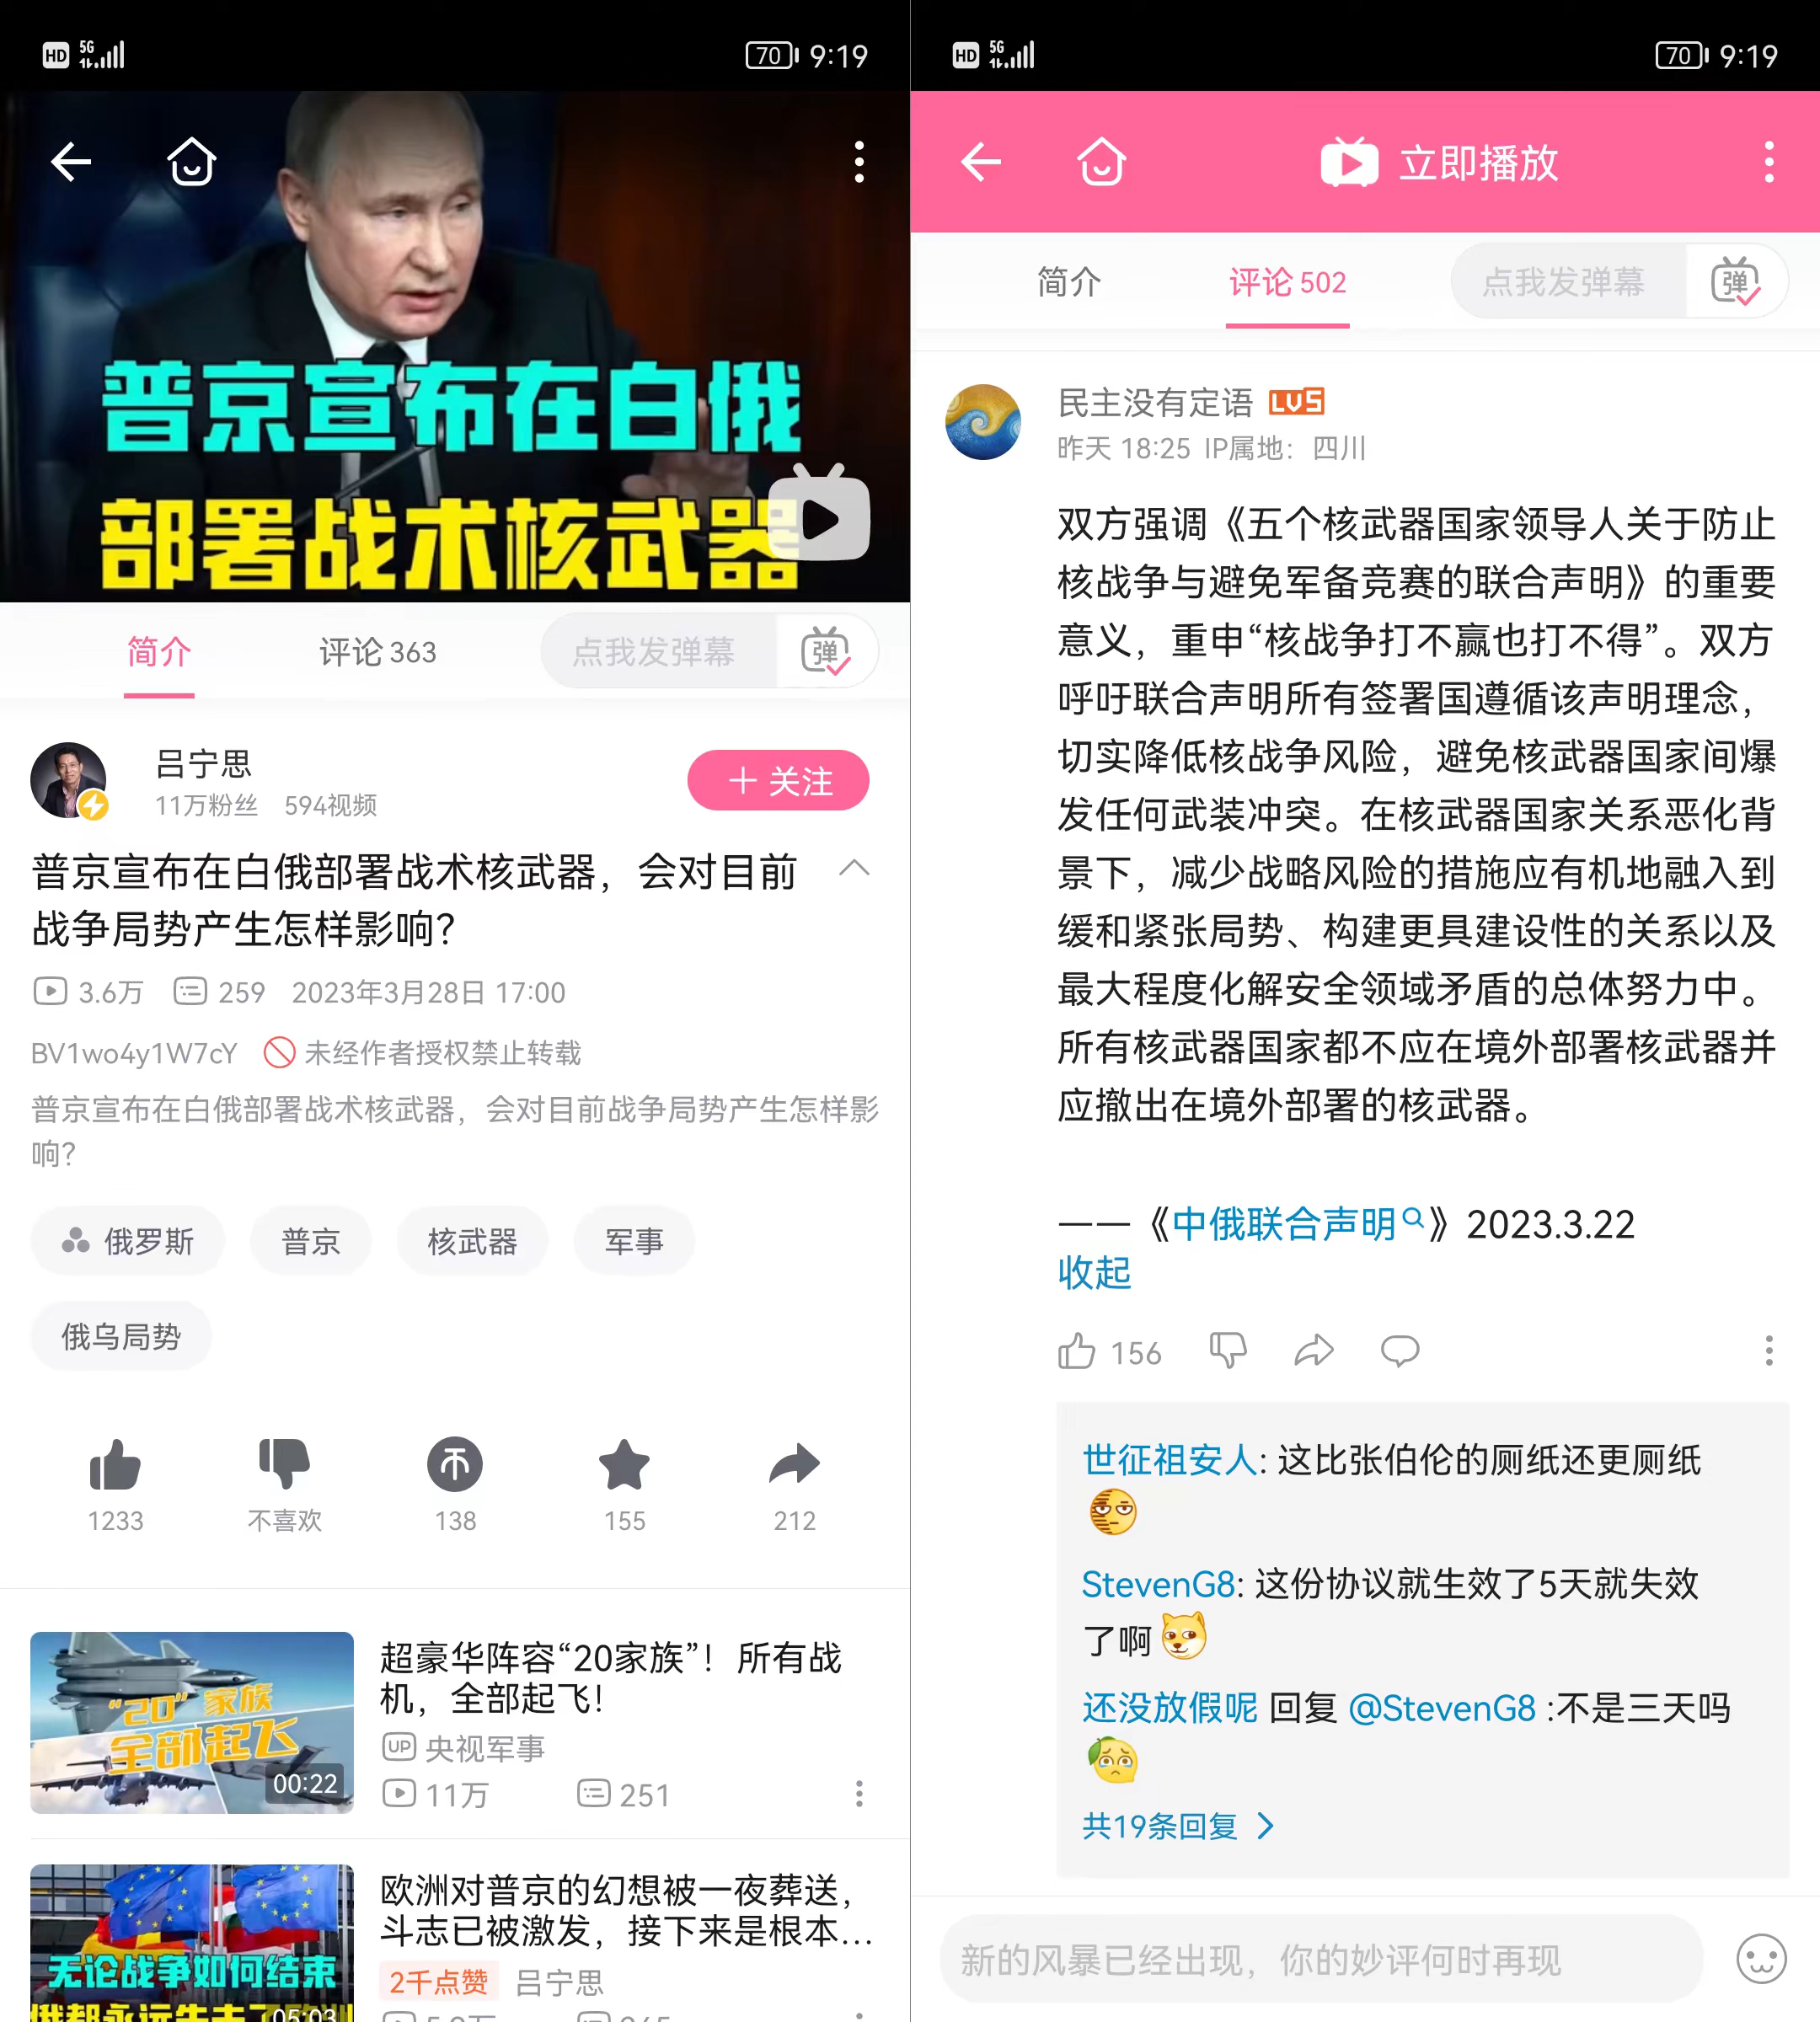 HD 5G 70 9:19
普京宣布在白俄
部署战术核武器
简介 评论 363 点我发弹幕 弹
吕宁思
11万粉丝 594视频
+ 关注
普京宣布在白俄部署战术核武器，会对目前
战争局势产生怎样影响?
3.6万 259 2023年3月28日 17:00
BV1wo4y1W7cY 未经作者授权禁止转载
普京宣布在白俄部署战术核武器，会对目前战争局势产生怎样影
响?
俄罗斯 普京 核武器 军事
俄乌局势
1233 不喜欢 138 155 212
“20”家族
全部起飞
00:22
超豪华阵容“20家族”！所有战
机，全部起飞！
UP 央视军事
11万 251
无论战争如何结束
05:03
欧洲对普京的幻想被一夜葬送，
斗志已被激发，接下来是根本...
2千点赞 吕宁思
HD 5G 70 9:19
立即播放
简介 评论 502 点我发弹幕 弹
民主没有定语 LV5
昨天 18:25 IP属地：四川
双方强调《五个核武器国家领导人关于防止
核战争与避免军备竞赛的联合声明》的重要
意义，重申“核战争打不赢也打不得”。双方
呼吁联合声明所有签署国遵循该声明理念，
切实降低核战争风险，避免核武器国家间爆
发任何武装冲突。在核武器国家关系恶化背
景下，减少战略风险的措施应有机地融入到
缓和紧张局势、构建更具建设性的关系以及
最大程度化解安全领域矛盾的总体努力中。
所有核武器国家都不应在境外部署核武器并
应撤出在境外部署的核武器。
——《中俄联合声明》2023.3.22
收起
156
世征祖安人: 这比张伯伦的厕纸还更厕纸
StevenG8: 这份协议就生效了5天就失效
了啊
还没放假呢 回复 @StevenG8 :不是三天吗
共19条回复
新的风暴已经出现，你的妙评何时再现